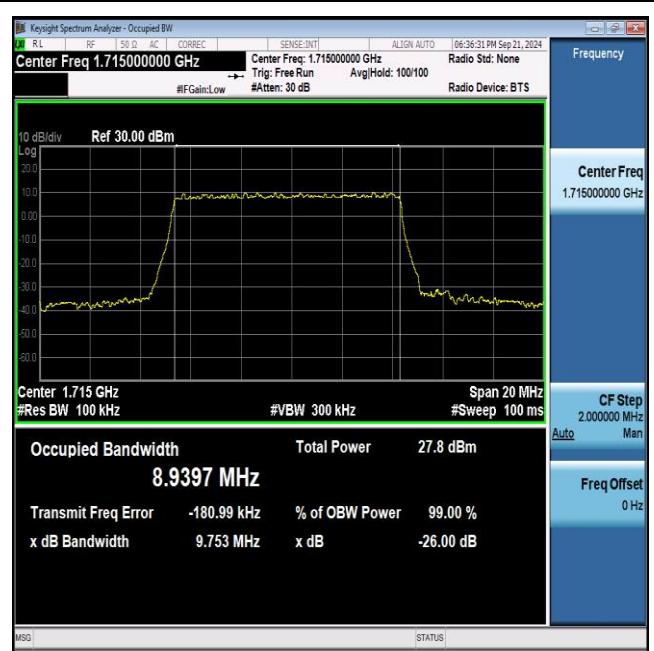 Keysight Spectrum Analyzer - Occupied BW
RL RF 50 Ω AC CORREC SENSE:INT ALIGN AUTO 06:36:31 PM Sep 21, 2024
Center Freq 1.715000000 GHz Center Freq: 1.715000000 GHz Radio Std: None
Trig: Free Run Avg|Hold: 100/100
#IFGain:Low #Atten: 30 dB Radio Device: BTS
Frequency
10 dB/div Ref 30.00 dBm
Log
20.0
10.0
0.00
-10.0
-20.0
-30.0
-40.0
-50.0
-60.0
Center 1.715 GHz Span 20 MHz
#Res BW 100 kHz #VBW 300 kHz #Sweep 100 ms
Occupied Bandwidth Total Power 27.8 dBm
8.9397 MHz
Transmit Freq Error -180.99 kHz % of OBW Power 99.00 %
x dB Bandwidth 9.753 MHz x dB -26.00 dB
Center Freq
1.715000000 GHz
CF Step
2.000000 MHz
Auto Man
Freq Offset
0 Hz
MSG STATUS